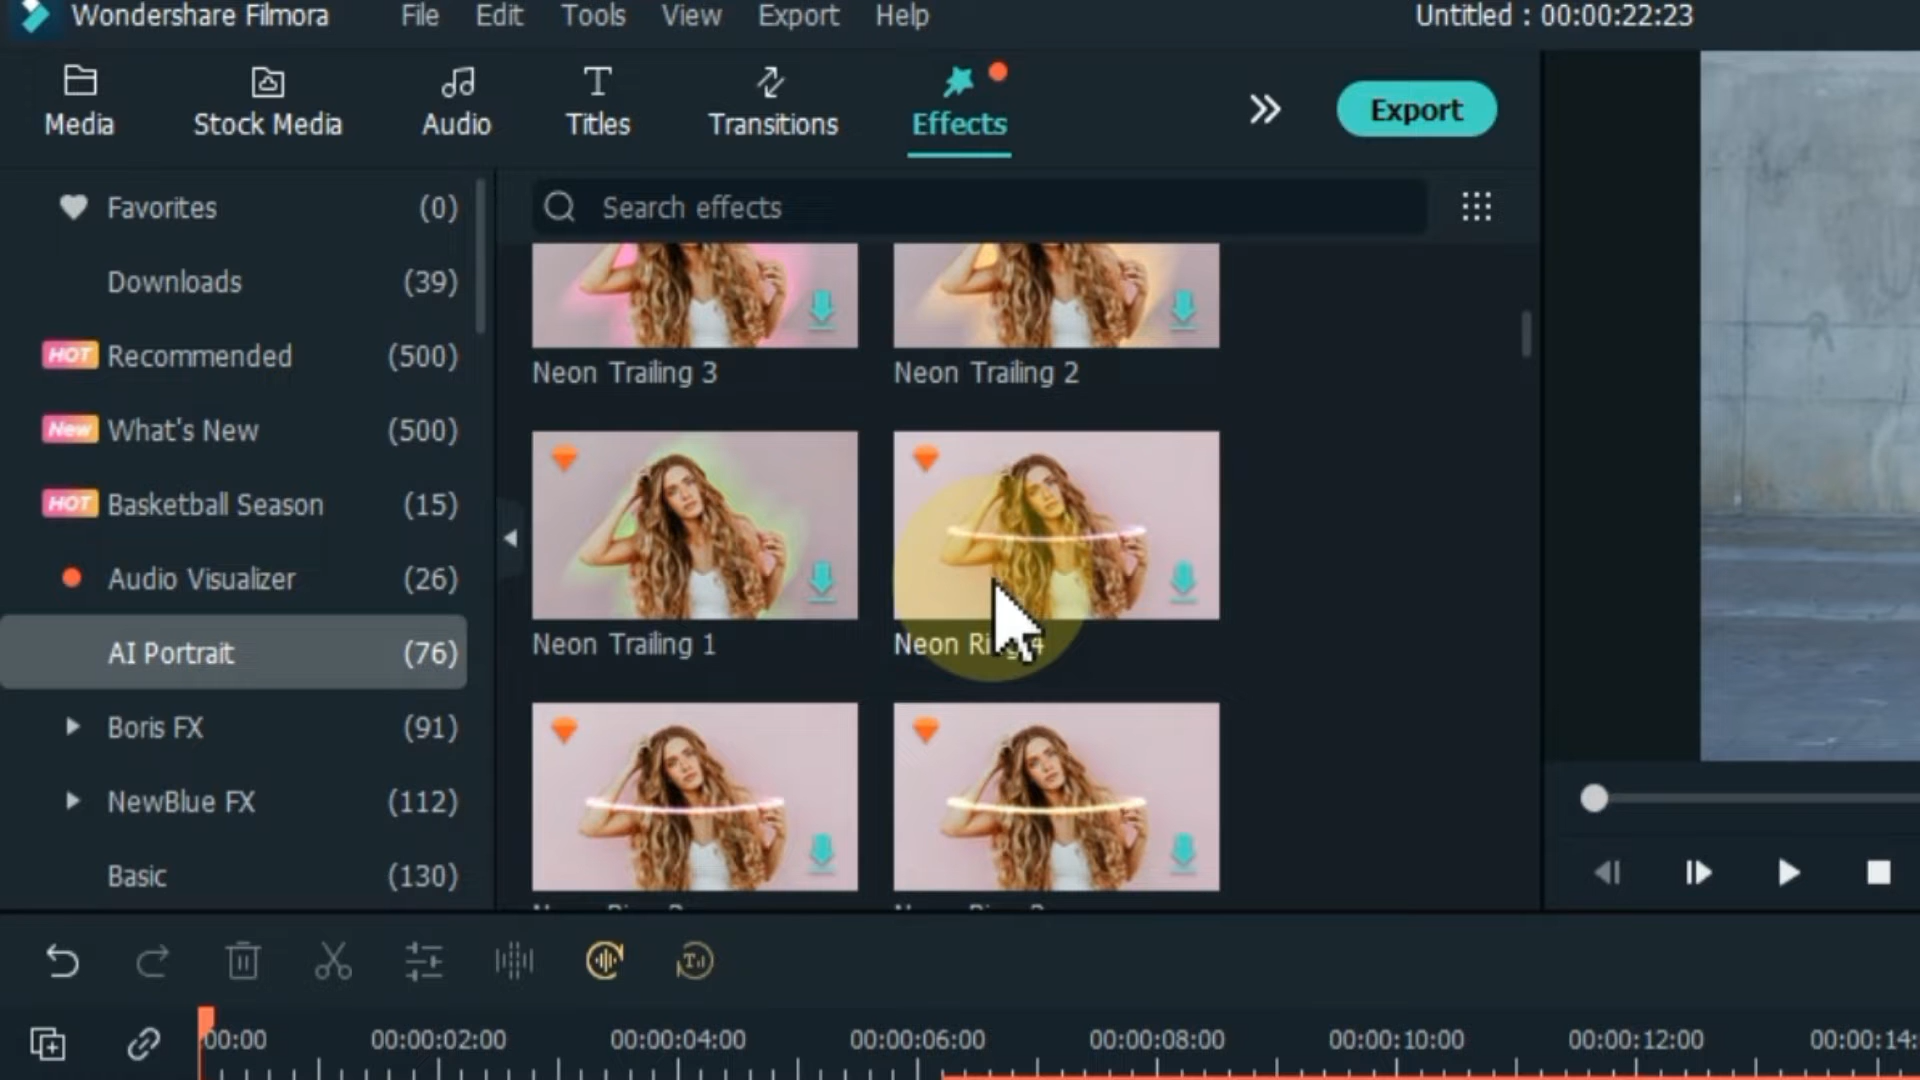 Wondershare Filmora File Edit Tools View Export Help Untitled : 00:00:22:23
Media Stock Media Audio Titles Transitions Effects Export
Search effects
Favorites (0)
Downloads (39)
HOT Recommended (500)
New What's New (500)
HOT Basketball Season (15)
Audio Visualizer (26)
AI Portrait (76)
Boris FX (91)
NewBlue FX (112)
Basic (130)
Neon Trailing 3 Neon Trailing 2
Neon Trailing 1 Neon Ring 4
00:00 00:00:02:00 00:00:04:00 00:00:06:00 00:00:08:00 00:00:10:00 00:00:12:00 00:00:14: